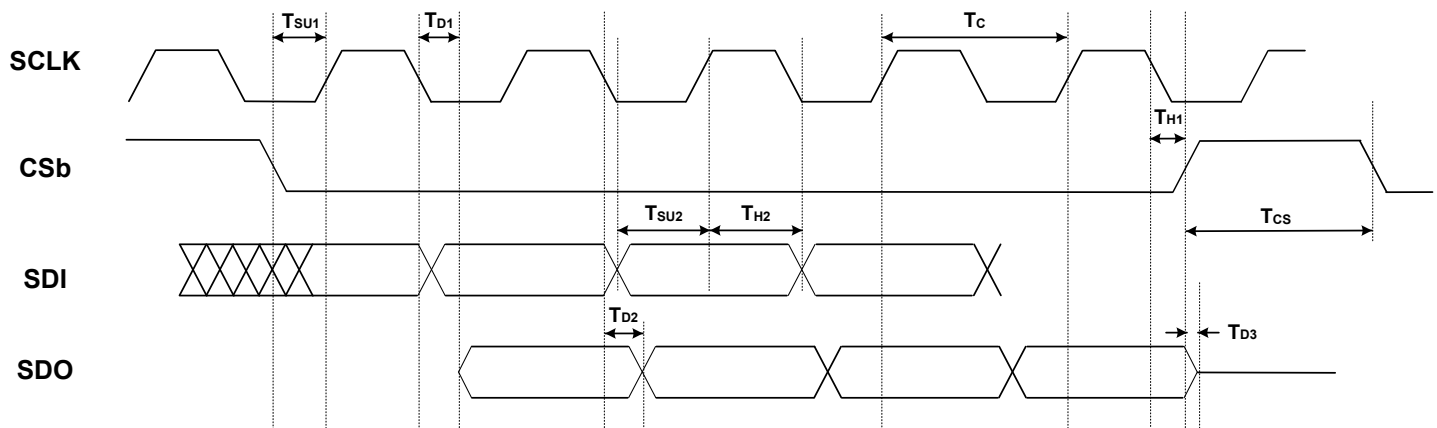 TSU1
TD1
TC
SCLK
TH1
CSb
TSU2
TH2
TCS
SDI
TD2
TD3
SDO